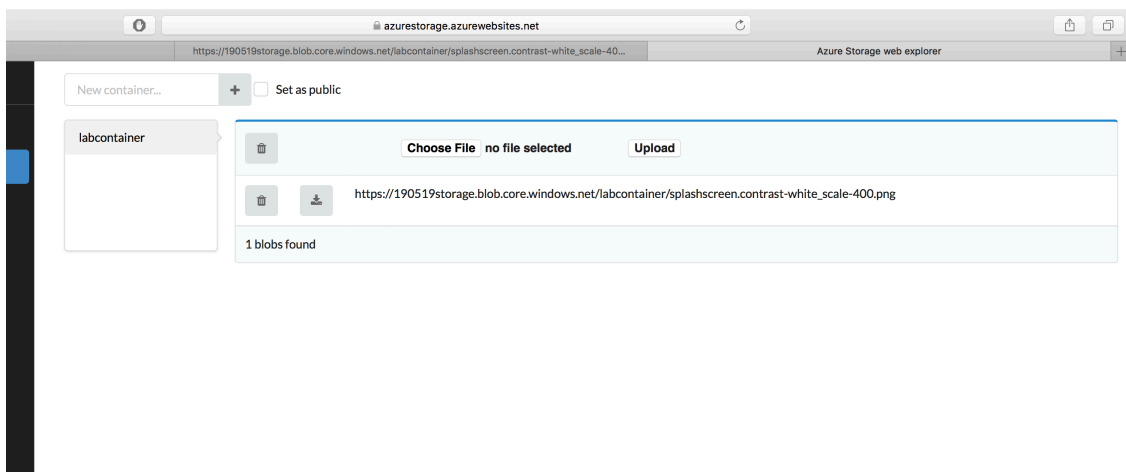 azurestorage.azurewebsites.net
https://190519storage.blob.core.windows.net/labcontainer/splashscreen.contrast-white_scale-40...
Azure Storage web explorer
New container...
Set as public
labcontainer
Choose File no file selected Upload
https://190519storage.blob.core.windows.net/labcontainer/splashscreen.contrast-white_scale-400.png
1 blobs found